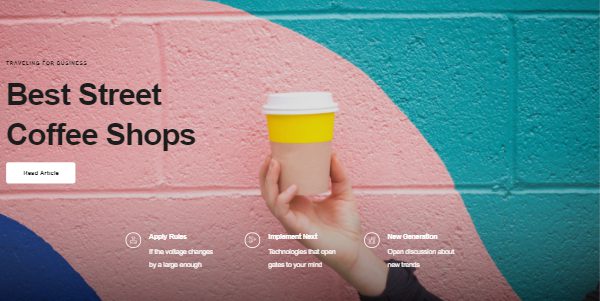 TRAVELING FOR BUSINESS
Best Street
Coffee Shops
Read Article
Apply Rules
If the voltage changes
by a large enough
Implement Next
Technologies that open
gates to your mind
New Generation
Open discussion about
new trends